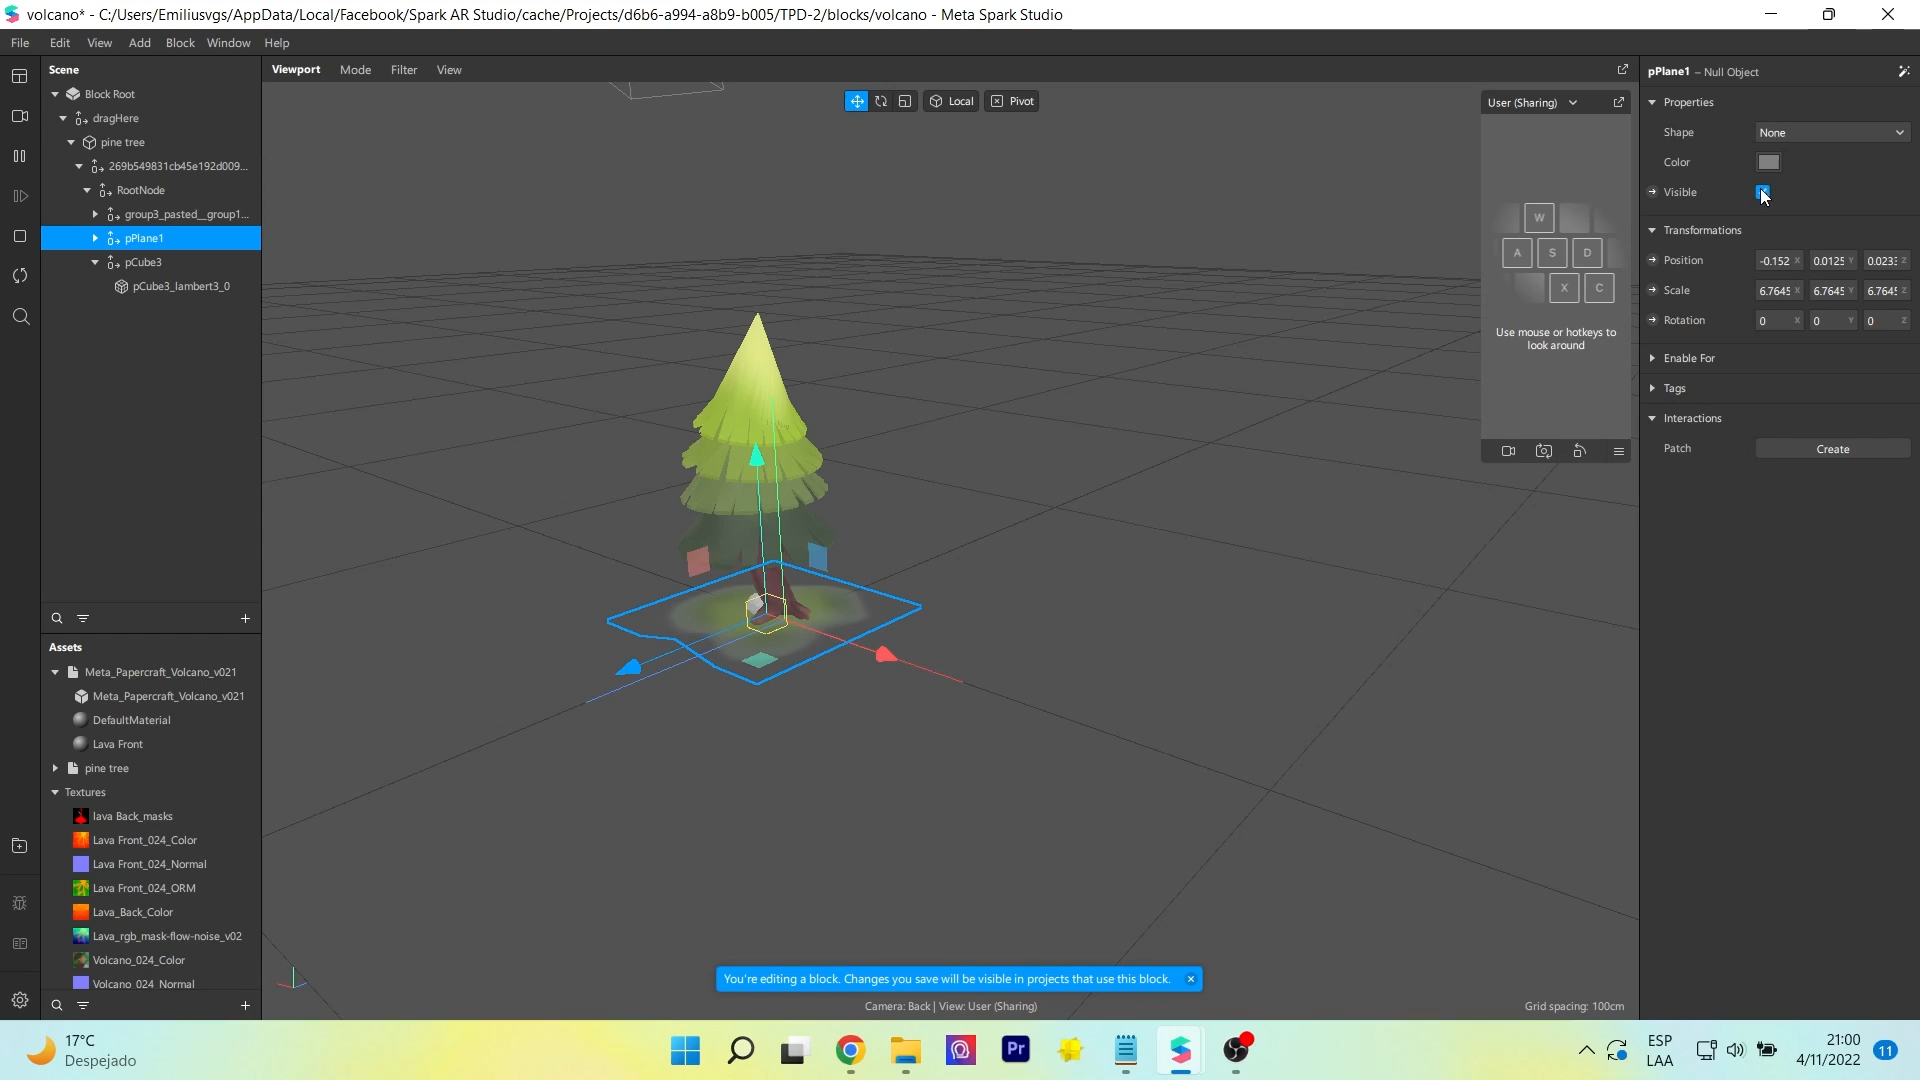 volcano* - C:/Users/Emiliusvgs/AppData/Local/Facebook/Spark AR Studio/cache/Projects/d6b6-a994-a8b9-b005/TPD-2/blocks/volcano - Meta Spark Studio
File Edit View Add Block Window Help
Scene
Block Root
dragHere
pine tree
269b549831cb45e192d009...
RootNode
group3_pasted__group1...
pPlane1
pCube3
pCube3_lambert3_0
Assets
Meta_Papercraft_Volcano_v021
Meta_Papercraft_Volcano_v021
DefaultMaterial
Lava Front
pine tree
Textures
lava Back_masks
Lava Front_024_Color
Lava Front_024_Normal
Lava Front_024_ORM
Lava_Back_Color
Lava_rgb_mask-flow-noise_v02
Volcano_024_Color
Volcano_024_Normal
Viewport Mode Filter View
Local Pivot
User (Sharing)
W
A S D
X C
Use mouse or hotkeys to
look around
You're editing a block. Changes you save will be visible in projects that use this block.
Camera: Back | View: User (Sharing)
Grid spacing: 100cm
pPlane1 – Null Object
Properties
Shape None
Color
Visible
Transformations
Position -0.152 X 0.0125 Y 0.0233 Z
Scale 6.7645 X 6.7645 Y 6.7645 Z
Rotation 0 X 0 Y 0 Z
Enable For
Tags
Interactions
Patch Create
17°C
Despejado
Pr
ESP
LAA
21:00
4/11/2022
11